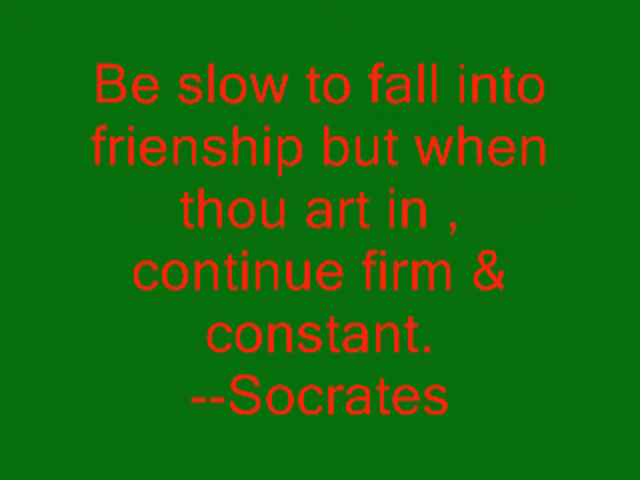 Be slow to fall into
frienship but when
thou art in ,
continue firm &
constant.
--Socrates